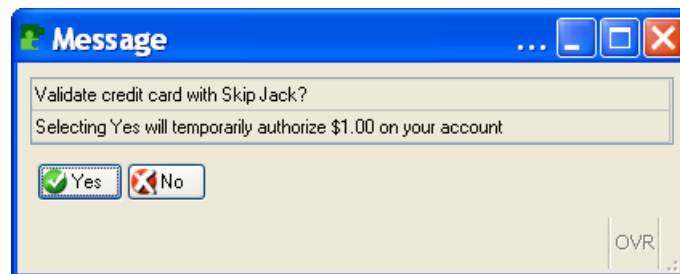 Message ...
Validate credit card with Skip Jack?
Selecting Yes will temporarily authorize $1.00 on your account
Yes No
OVR